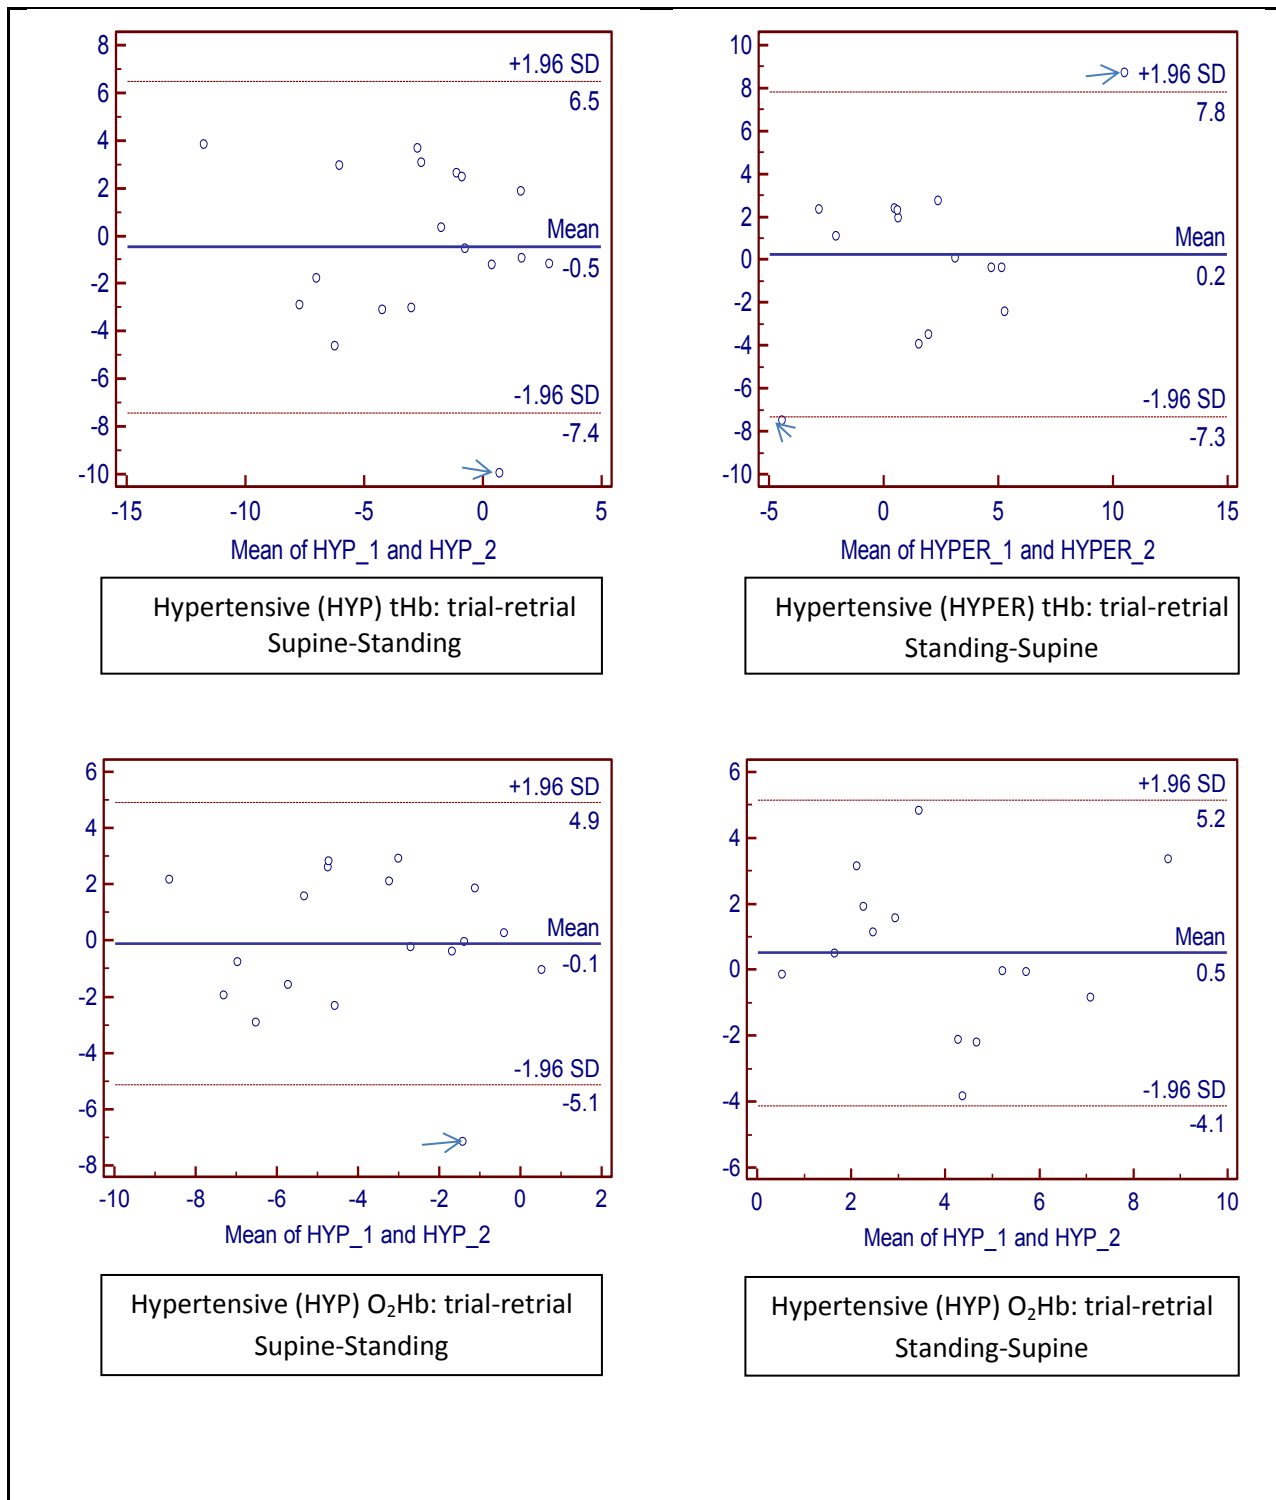 8
6
4
2
0
-2
-4
-6
-8
-10
+1.96 SD
6.5
Mean
-0.5
-1.96 SD
-7.4
-15 -10 -5 0 5
Mean of HYP_1 and HYP_2
Hypertensive (HYP) tHb: trial-retrial
Supine-Standing
10
8
6
4
2
0
-2
-4
-6
-8
-10
+1.96 SD
7.8
Mean
0.2
-1.96 SD
-7.3
-5 0 5 10 15
Mean of HYPER_1 and HYPER_2
Hypertensive (HYPER) tHb: trial-retrial
Standing-Supine
6
4
2
0
-2
-4
-6
-8
+1.96 SD
4.9
Mean
-0.1
-1.96 SD
-5.1
-10 -8 -6 -4 -2 0 2
Mean of HYP_1 and HYP_2
Hypertensive (HYP) O₂Hb: trial-retrial
Supine-Standing
6
4
2
0
-2
-4
-6
+1.96 SD
5.2
Mean
0.5
-1.96 SD
-4.1
0 2 4 6 8 10
Mean of HYP_1 and HYP_2
Hypertensive (HYP) O₂Hb: trial-retrial
Standing-Supine